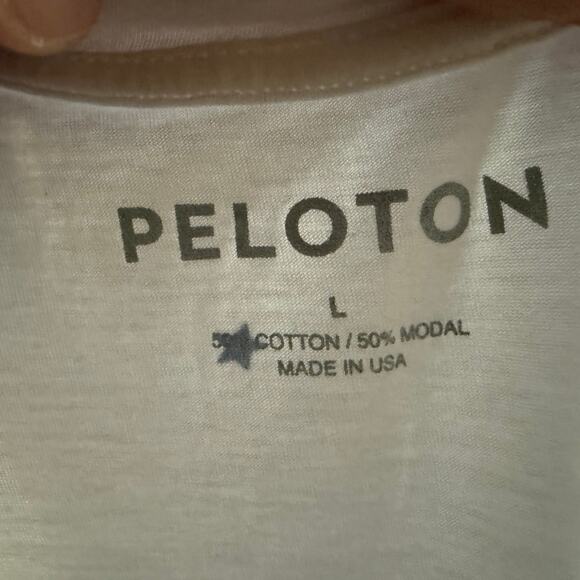 PELOTON
L
COTTON / 50% MODAL
MADE IN USA